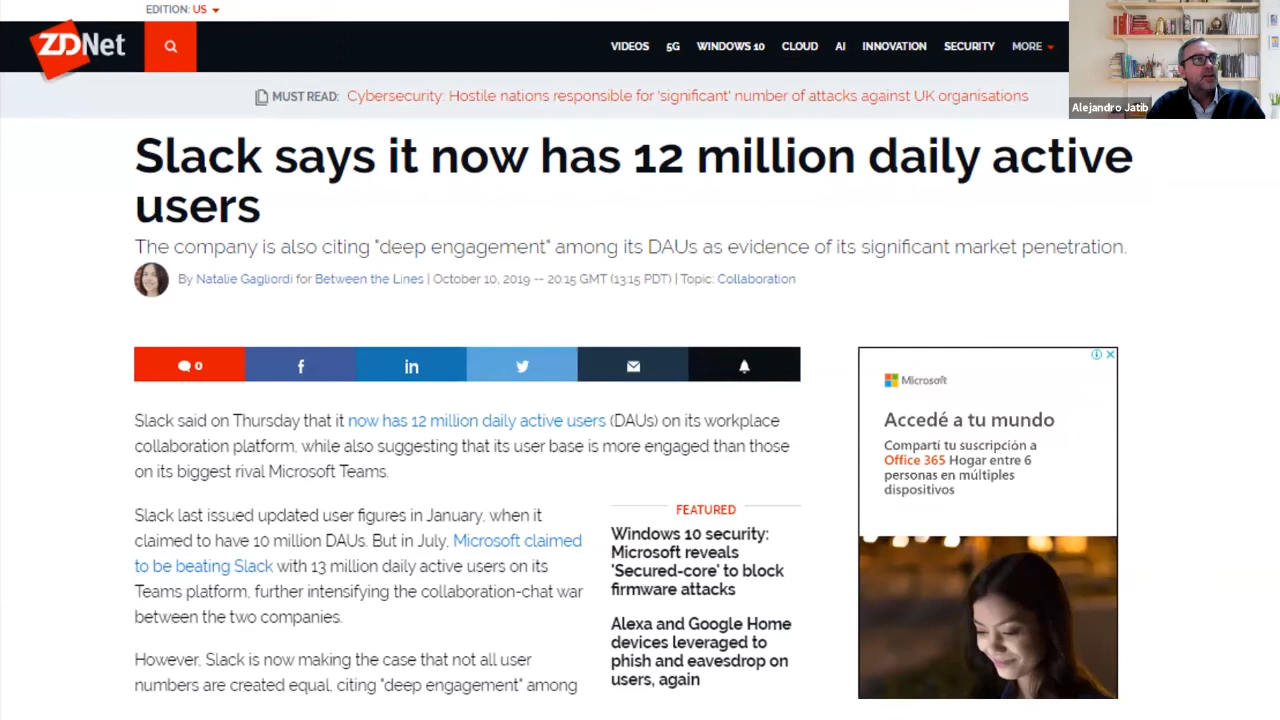 EDITION: US
ZDNet
VIDEOS 5G WINDOWS 10 CLOUD AI INNOVATION SECURITY MORE
Alejandro Jatib
MUST READ: Cybersecurity: Hostile nations responsible for 'significant' number of attacks against UK organisations
Slack says it now has 12 million daily active
users
The company is also citing "deep engagement" among its DAUs as evidence of its significant market penetration.
By Natalie Gagliordi for Between the Lines | October 10, 2019 -- 20:15 GMT (13:15 PDT) | Topic: Collaboration
0
f
in
Slack said on Thursday that it now has 12 million daily active users (DAUs) on its workplace
collaboration platform, while also suggesting that its user base is more engaged than those
on its biggest rival Microsoft Teams.
Slack last issued updated user figures in January, when it
claimed to have 10 million DAUs. But in July, Microsoft claimed
to be beating Slack with 13 million daily active users on its
Teams platform, further intensifying the collaboration-chat war
between the two companies.
However, Slack is now making the case that not all user
numbers are created equal, citing "deep engagement" among
FEATURED
Windows 10 security:
Microsoft reveals
'Secured-core' to block
firmware attacks
Alexa and Google Home
devices leveraged to
phish and eavesdrop on
users, again
Microsoft
Accedé a tu mundo
Compartí tu suscripción a
Office 365 Hogar entre 6
personas en múltiples
dispositivos